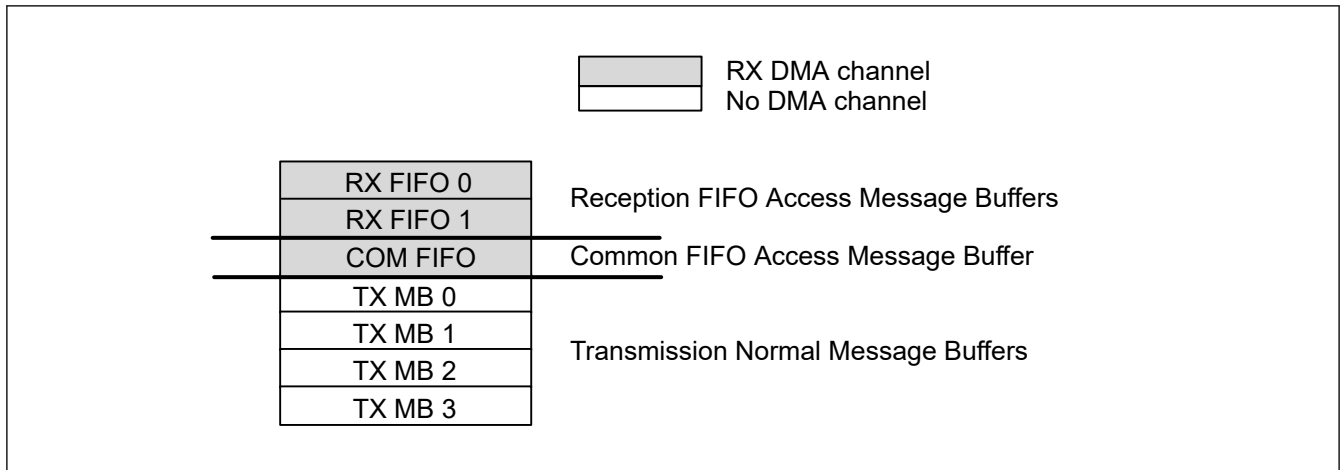 RX DMA channel
No DMA channel
RX FIFO 0
RX FIFO 1
Reception FIFO Access Message Buffers
COM FIFO
Common FIFO Access Message Buffer
TX MB 0
TX MB 1
TX MB 2
TX MB 3
Transmission Normal Message Buffers